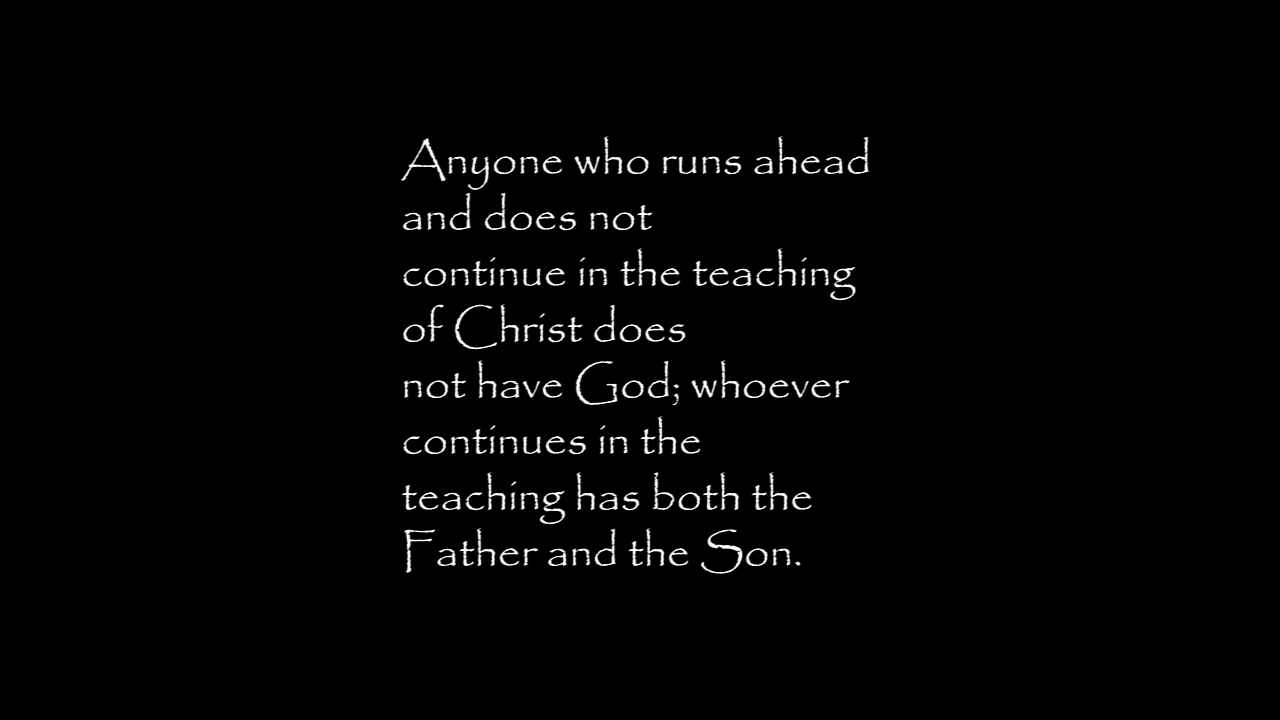 Anyone who runs ahead
and does not
continue in the teaching
of Christ does
not have God; whoever
continues in the
teaching has both the
Father and the Son.